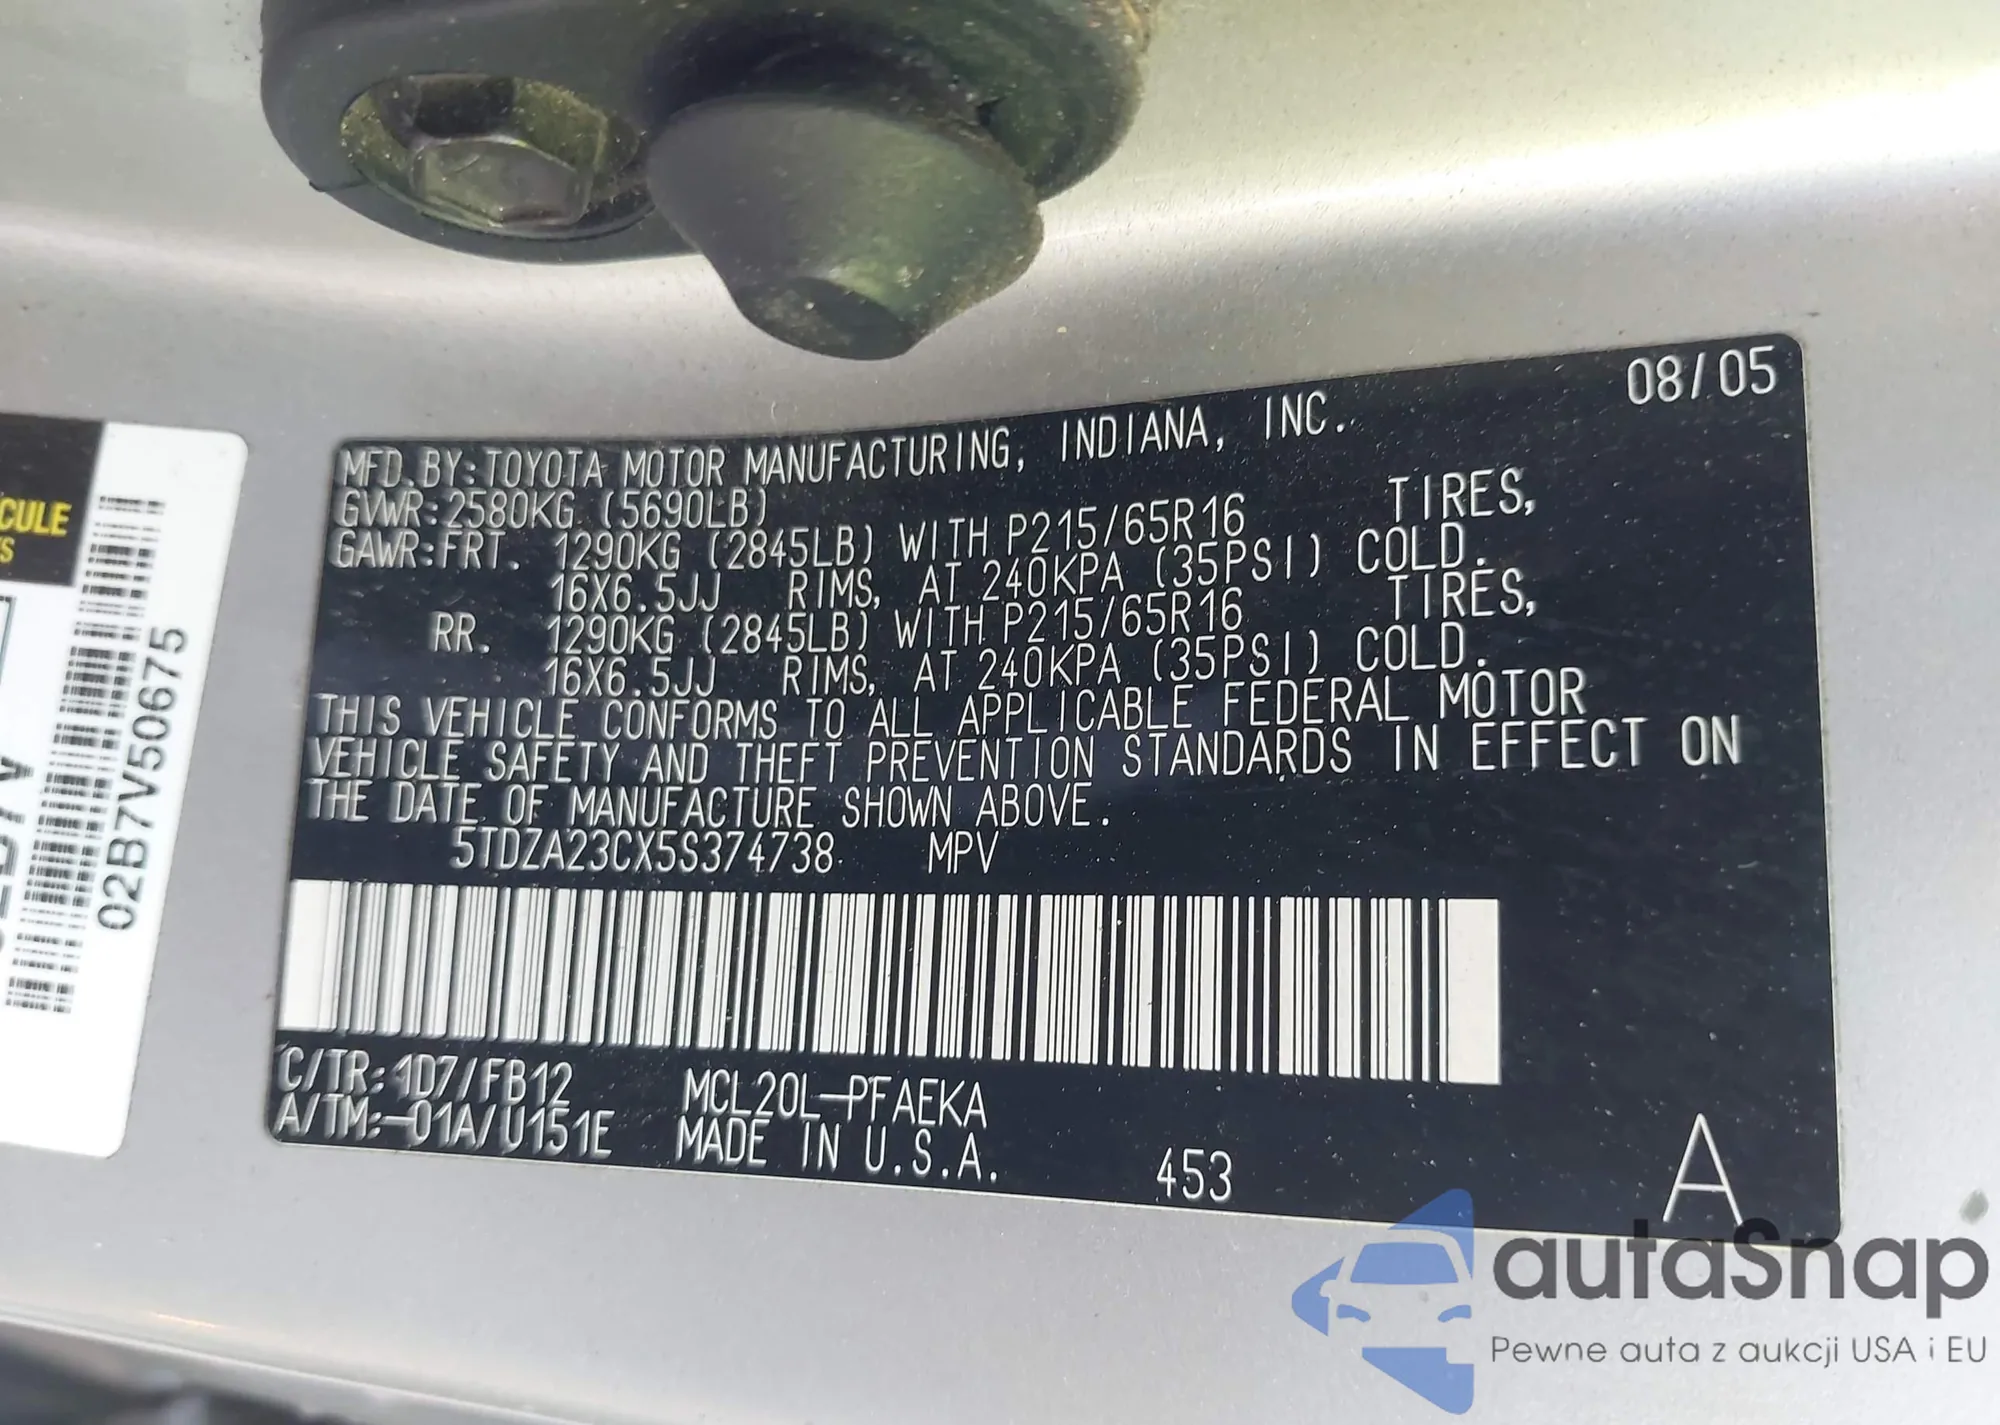 08/05
MFD. BY: TOYOTA MOTOR MANUFACTURING, INDIANA, INC.
GVWR: 2580KG (5690LB)
GAWR: FRT. 1290KG (2845LB) WITH P215/65R16 TIRES,
16X6.5JJ RIMS, AT 240KPA (35PSI) COLD.
RR. 1290KG (2845LB) WITH P215/65R16 TIRES,
16X6.5JJ RIMS, AT 240KPA (35PSI) COLD.
THIS VEHICLE CONFORMS TO ALL APPLICABLE FEDERAL MOTOR
VEHICLE SAFETY AND THEFT PREVENTION STANDARDS IN EFFECT ON
THE DATE OF MANUFACTURE SHOWN ABOVE.
5TDZA23CX5S374738 MPV
C/TR: 1D7/FB12 MCL20L-PFAEKA
A/TM: -01A/U151E MADE IN U.S.A. 453 A
CULE
02B7V50675
autaSnap
Pewne auta z aukcji USA i EU